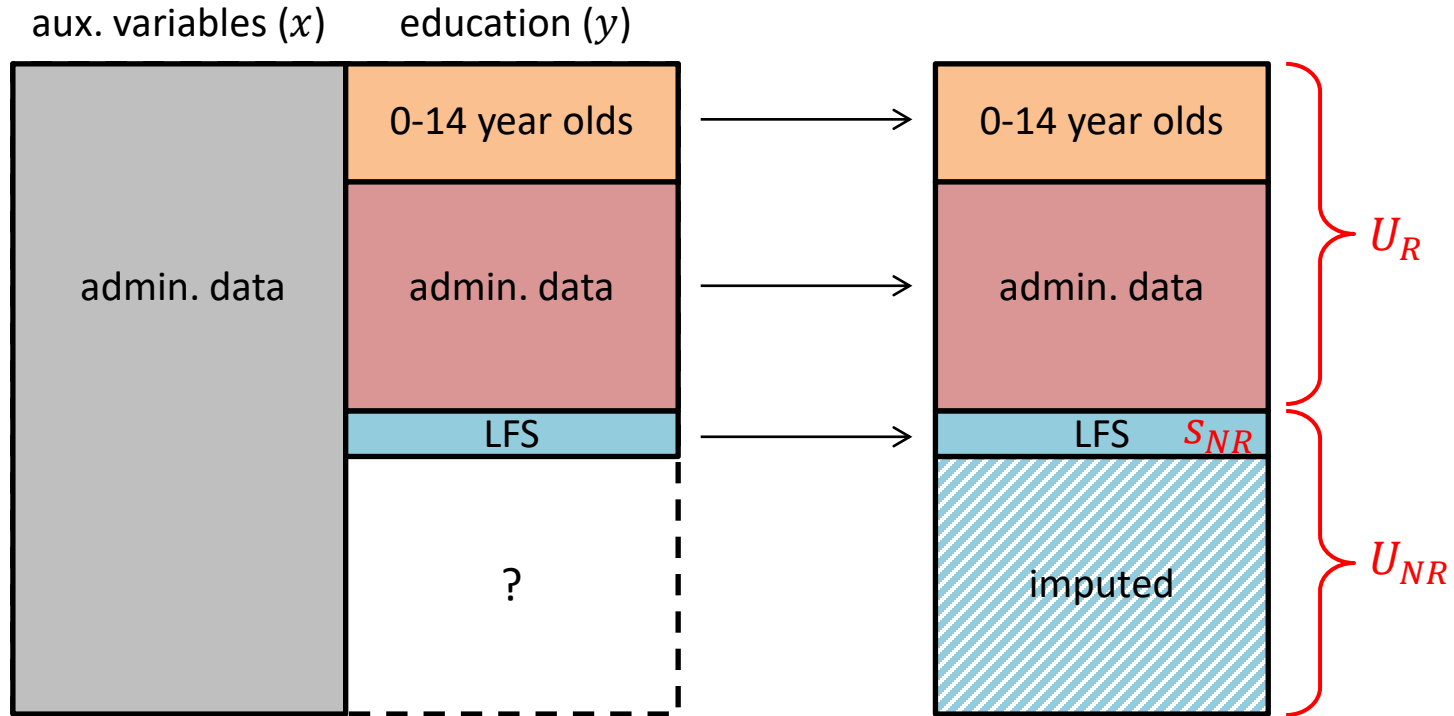 aux. variables (x) education (y)
0-14 year olds 0-14 year olds
U_R
admin. data admin. data admin. data
LFS LFS s_NR
U_NR
? imputed